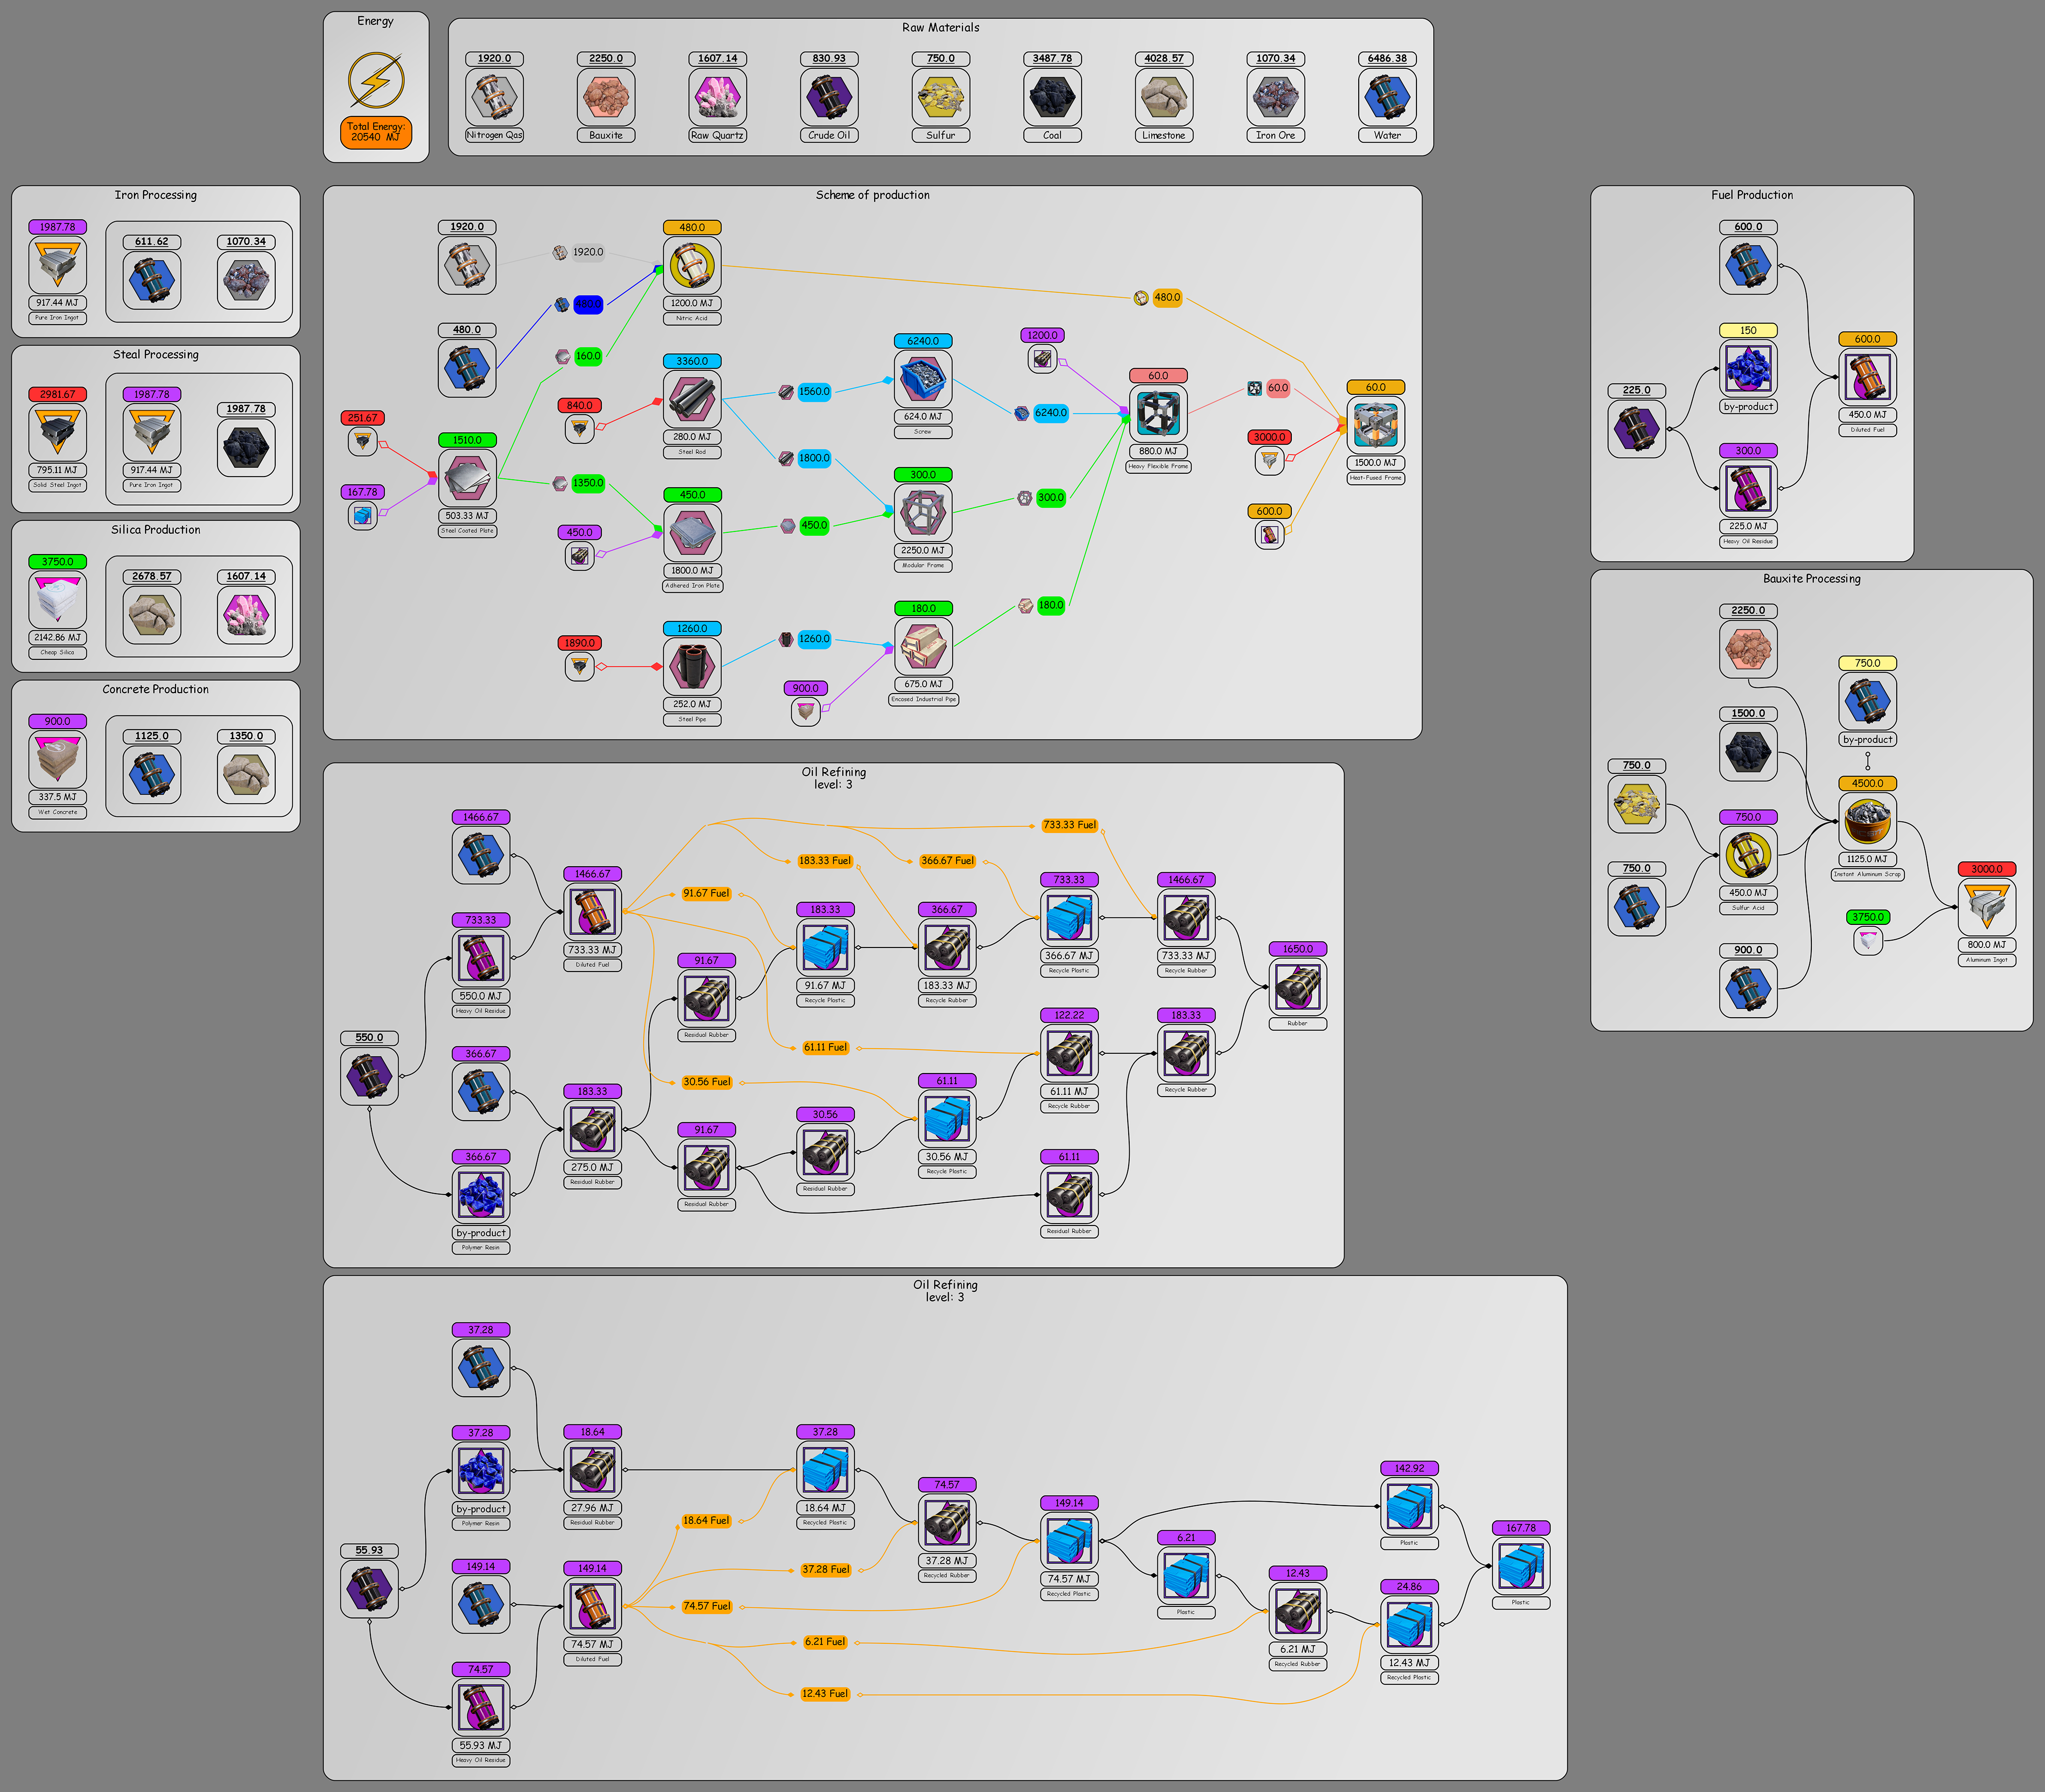 Energy
Total Energy:
20540 MJ
Raw Materials
1920.0
2250.0
1607.14
830.93
750.0
3487.78
4028.57
1070.34
6486.38
Nitrogen Qas
Bauxite
Raw Quartz
Crude Oil
Sulfur
Coal
Limestone
Iron Ore
Water
Iron Processing
1987.78
917.44 MJ
Pure Iron Ingot
611.62
1070.34
Steal Processing
2981.67
795.11 MJ
Solid Steel Ingot
1987.78
917.44 MJ
Pure Iron Ingot
1987.78
Silica Production
3750.0
2142.86 MJ
Cheap Silica
2678.57
1607.14
Concrete Production
900.0
337.5 MJ
Wet Concrete
1125.0
1350.0
Scheme of production
1920.0
1920.0
480.0
1200.0 MJ
Nitric Acid
480.0
480.0
480.0
160.0
251.67
167.78
1510.0
503.33 MJ
Steel Coated Plate
840.0
3360.0
280.0 MJ
Steel Rod
1350.0
450.0
450.0
1800.0 MJ
Adhered Iron Plate
1890.0
1260.0
252.0 MJ
Steel Pipe
1560.0
1800.0
450.0
1260.0
900.0
6240.0
624.0 MJ
Screw
300.0
2250.0 MJ
Modular Frame
180.0
675.0 MJ
Encosed Industrial Pipe
1200.0
6240.0
300.0
180.0
60.0
880.0 MJ
Heavy Flexible Frame
480.0
60.0
3000.0
600.0
60.0
1500.0 MJ
Heat-Fused Frame
Fuel Production
600.0
225.0
150
by-product
300.0
225.0 MJ
Heavy Oil Residue
600.0
450.0 MJ
Diluted Fuel
Bauxite Processing
2250.0
1500.0
750.0
750.0
750.0
450.0 MJ
Sulfur Acid
900.0
750.0
by-product
4500.0
1125.0 MJ
Instant Aluminum Scrap
3750.0
3000.0
800.0 MJ
Aluminum Ingot
Oil Refining
level: 3
550.0
1466.67
733.33
550.0 MJ
Heavy Oil Residue
366.67
366.67
by-product
Polymer Resin
1466.67
733.33 MJ
Diluted Fuel
183.33
275.0 MJ
Residual Rubber
91.67 Fuel
91.67
Residual Rubber
30.56 Fuel
91.67
Residual Rubber
183.33 Fuel
183.33
91.67 MJ
Recycle Plastic
61.11 Fuel
30.56
Residual Rubber
366.67 Fuel
366.67
183.33 MJ
Recycle Rubber
61.11
30.56 MJ
Recycle Plastic
733.33 Fuel
733.33
366.67 MJ
Recycle Plastic
122.22
61.11 MJ
Recycle Rubber
61.11
Residual Rubber
1466.67
733.33 MJ
Recycle Rubber
183.33
Recycle Rubber
1650.0
Rubber
Oil Refining
level: 3
55.93
37.28
37.28
by-product
Polymer Resin
149.14
74.57
55.93 MJ
Heavy Oil Residue
18.64
27.96 MJ
Residual Rubber
149.14
74.57 MJ
Diluted Fuel
18.64 Fuel
74.57 Fuel
37.28
18.64 MJ
Recycled Plastic
37.28 Fuel
6.21 Fuel
12.43 Fuel
74.57
37.28 MJ
Recycled Rubber
149.14
74.57 MJ
Recycled Plastic
6.21
Plastic
12.43
6.21 MJ
Recycled Rubber
142.92
Plastic
24.86
12.43 MJ
Recycled Plastic
167.78
Plastic